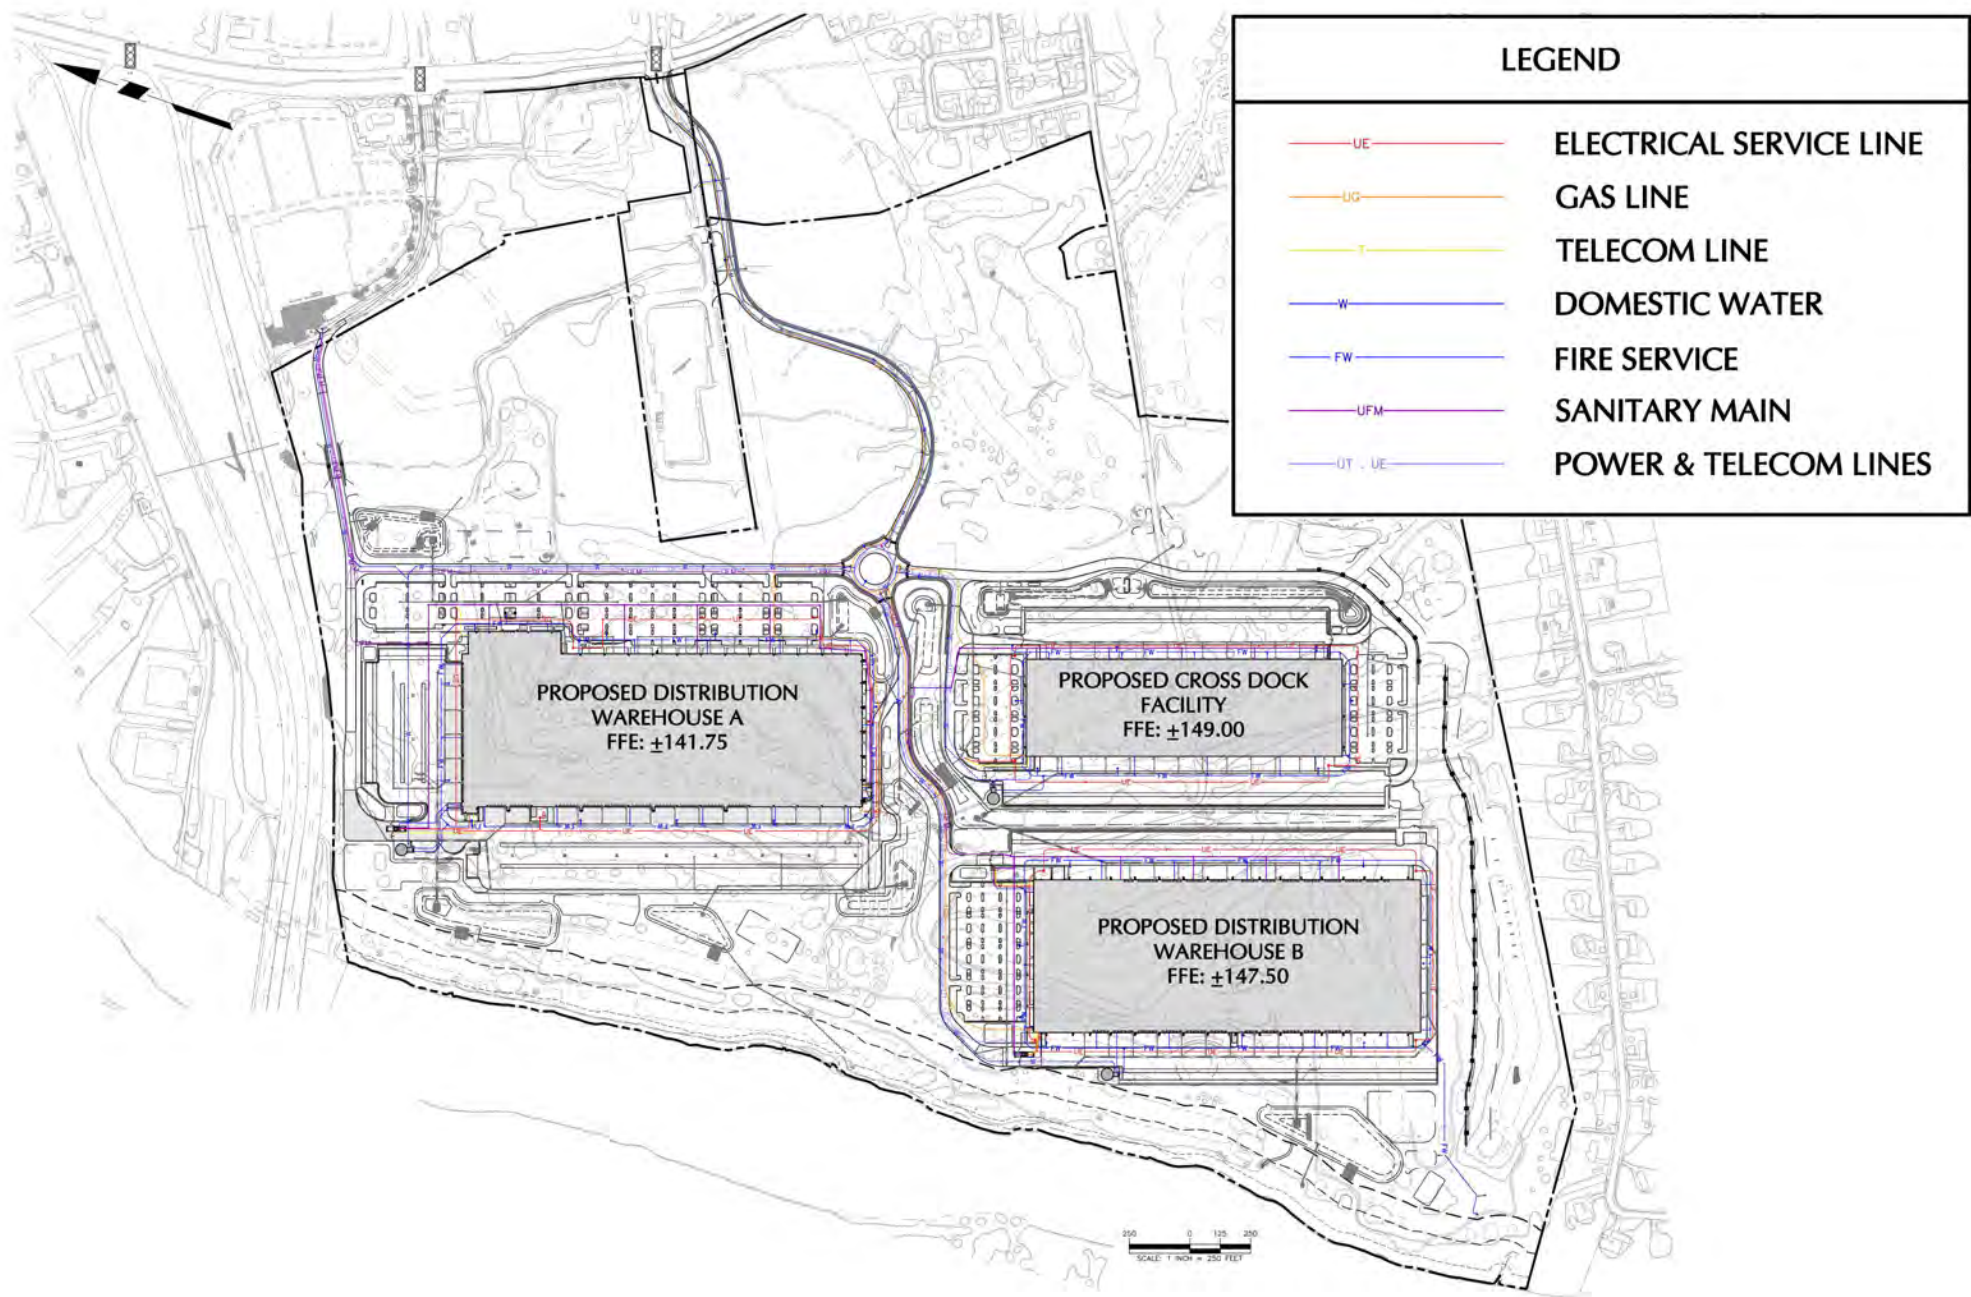 LEGEND
UE ELECTRICAL SERVICE LINE
UG GAS LINE
T TELECOM LINE
W DOMESTIC WATER
FW FIRE SERVICE
UFM SANITARY MAIN
UT . UE POWER & TELECOM LINES
PROPOSED DISTRIBUTION
WAREHOUSE A
FFE: ±141.75
PROPOSED CROSS DOCK
FACILITY
FFE: ±149.00
PROPOSED DISTRIBUTION
WAREHOUSE B
FFE: ±147.50
250 0 125 250
SCALE: 1 INCH = 250 FEET